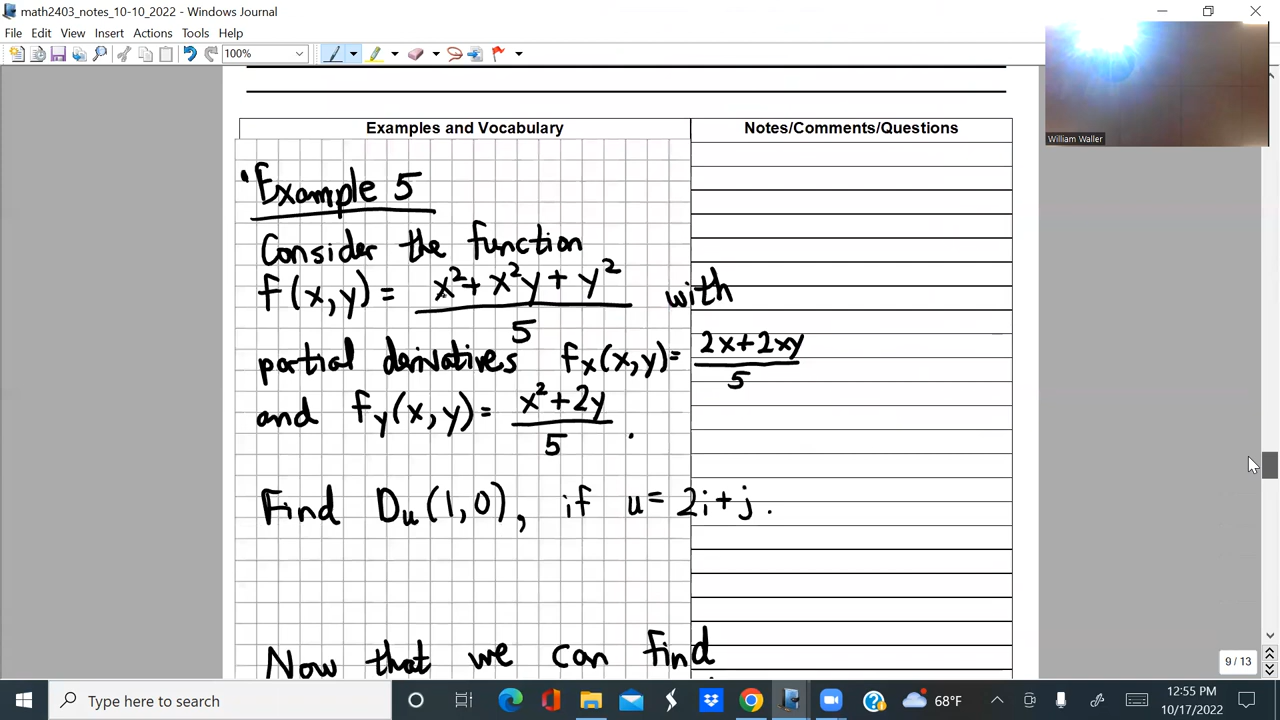 math2403_notes_10-10_2022 - Windows Journal
File Edit View Insert Actions Tools Help
100%
William Waller
Examples and Vocabulary
Notes/Comments/Questions
Example 5
Consider the function
f(x,y) = (x²+x²y+y²)/5 with
partial derivatives fₓ(x,y)= (2x+2xy)/5
and f_y(x,y)= (x²+2y)/5.
Find D_u(1,0), if u=2i+j.
Now that we can find
9 / 13
Type here to search
68°F
12:55 PM
10/17/2022